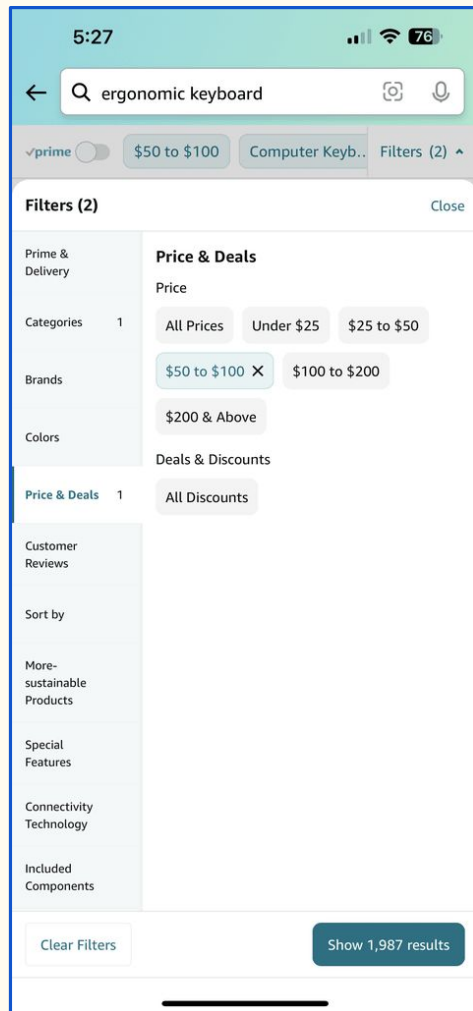 5:27
76
ergonomic keyboard
prime
$50 to $100
Computer Keyb..
Filters (2)
Filters (2)
Close
Prime &
Delivery
Categories 1
Brands
Colors
Price & Deals 1
Customer
Reviews
Sort by
More-
sustainable
Products
Special
Features
Connectivity
Technology
Included
Components
Price & Deals
Price
All Prices
Under $25
$25 to $50
$50 to $100
$100 to $200
$200 & Above
Deals & Discounts
All Discounts
Clear Filters
Show 1,987 results